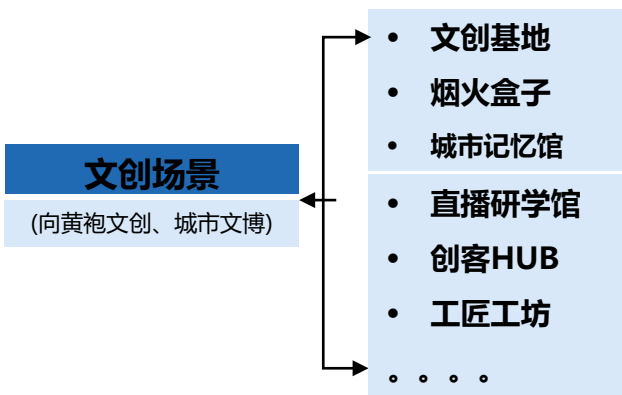 文创场景
(向黄袍文创、城市文博)
• 文创基地
• 烟火盒子
• 城市记忆馆
• 直播研学馆
• 创客HUB
• 工匠工坊
。。。。